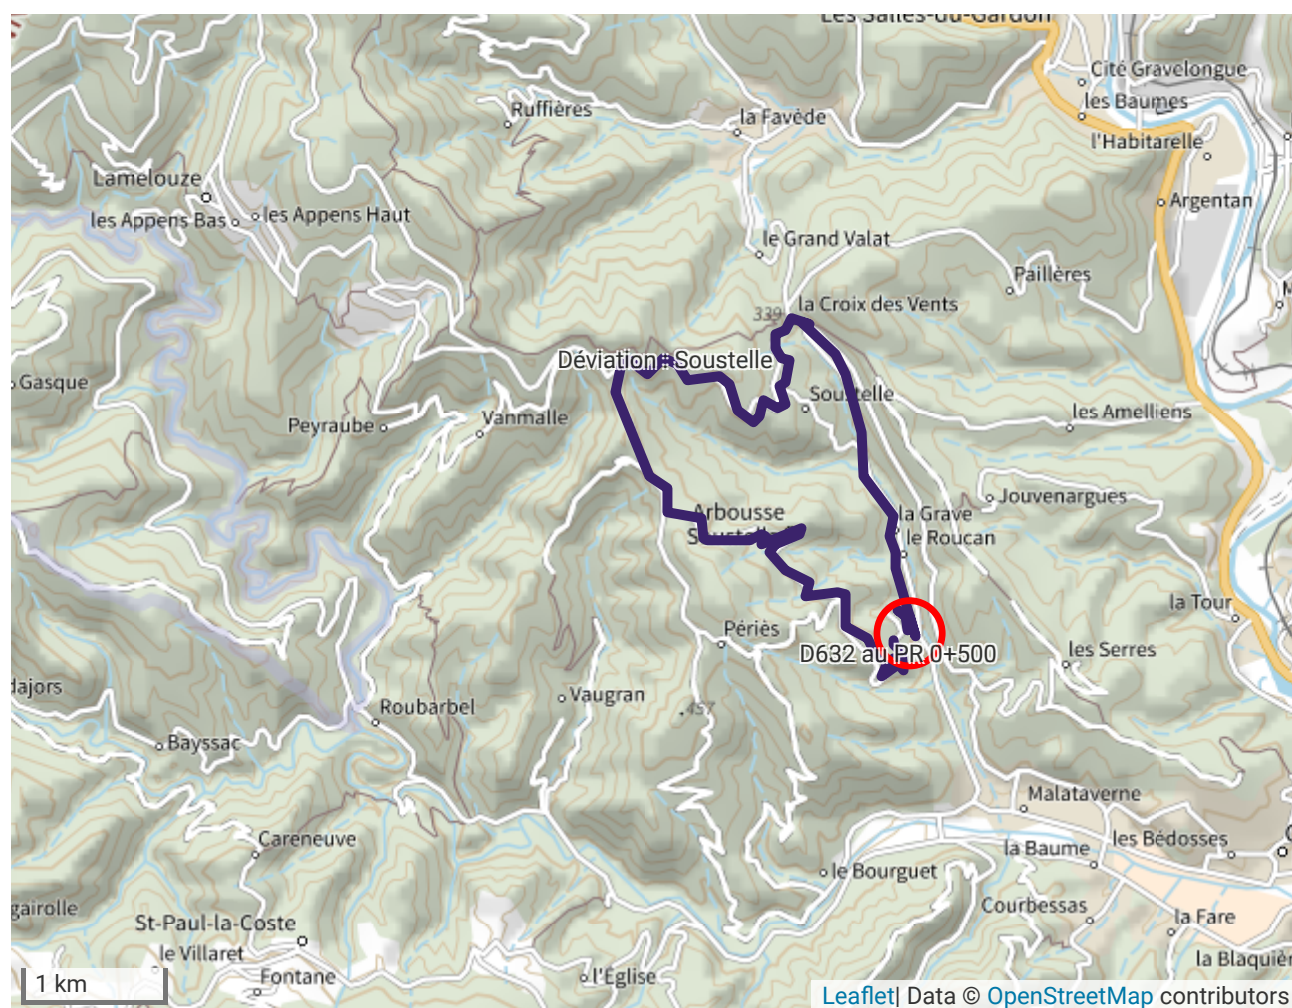 Les Salles-du-Gardon
Cité Gravelongue
les Baumes
Ruffières
la Favède
l'Habitarelle
Lamelouze
Argentan
les Appens Bas
les Appens Haut
le Grand Valat
Paillères
339
la Croix des Vents
Déviation : Soustelle
Gasque
Soustelle
Peyraube
Vanmalle
les Amelliens
Jouvenargues
Arbousse
Soustelle
la Grave
le Roucan
la Tour
Périès
D632 au PR 0+500
les Serres
dajors
Vaugran
Roubarbel
457
Bayssac
Malataverne
Careneuve
les Bédosses
la Baume
le Bourguet
gairolle
Courbessas
St-Paul-la-Coste
la Fare
le Villaret
la Blaquièr
Fontane
l'Église
1 km
Leaflet | Data © OpenStreetMap contributors